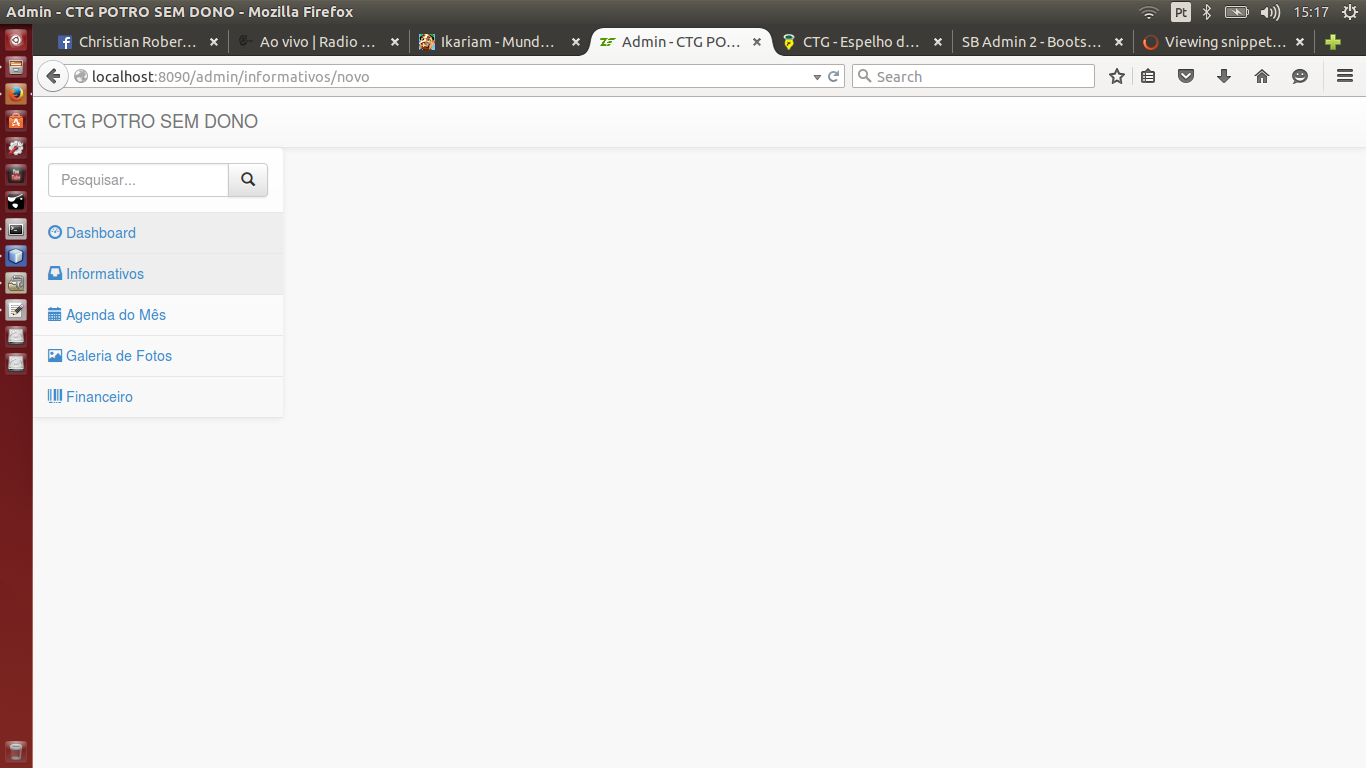 Admin - CTG POTRO SEM DONO - Mozilla Firefox
Pt
15:17
Christian Rober...
Ao vivo | Radio ...
Ikariam - Mund...
Admin - CTG PO...
CTG - Espelho d...
SB Admin 2 - Boots...
Viewing snippet...
localhost:8090/admin/informativos/novo
Search
CTG POTRO SEM DONO
Pesquisar...
Dashboard
Informativos
Agenda do Mês
Galeria de Fotos
Financeiro